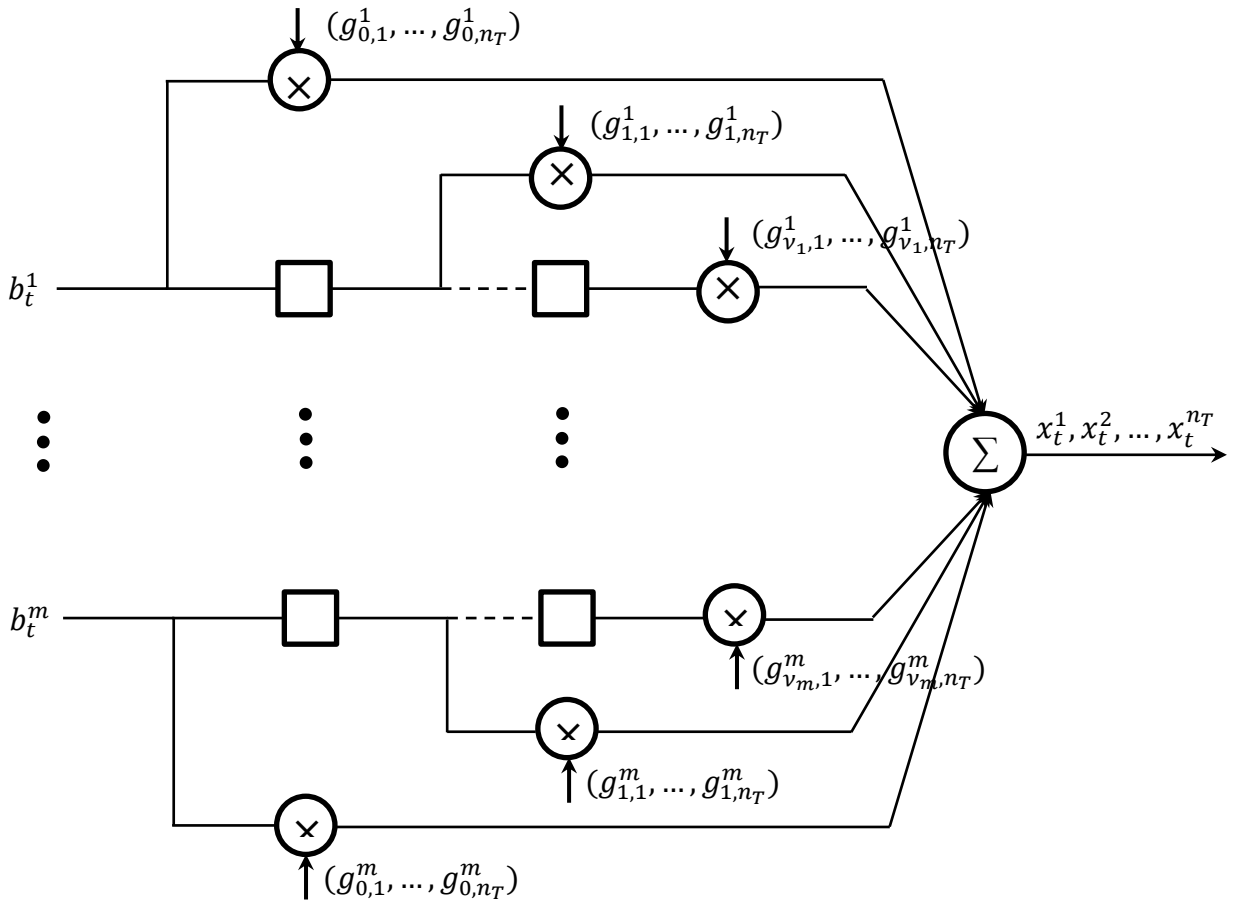 (g^1_{0,1}, …, g^1_{0,n_T})
×
(g^1_{1,1}, …, g^1_{1,n_T})
×
(g^1_{ν_1,1}, …, g^1_{ν_1,n_T})
b^1_t
×
x^1_t, x^2_t, …, x^{n_T}_t
∑
b^m_t
×
(g^m_{ν_m,1}, …, g^m_{ν_m,n_T})
×
(g^m_{1,1}, …, g^m_{1,n_T})
×
(g^m_{0,1}, …, g^m_{0,n_T})